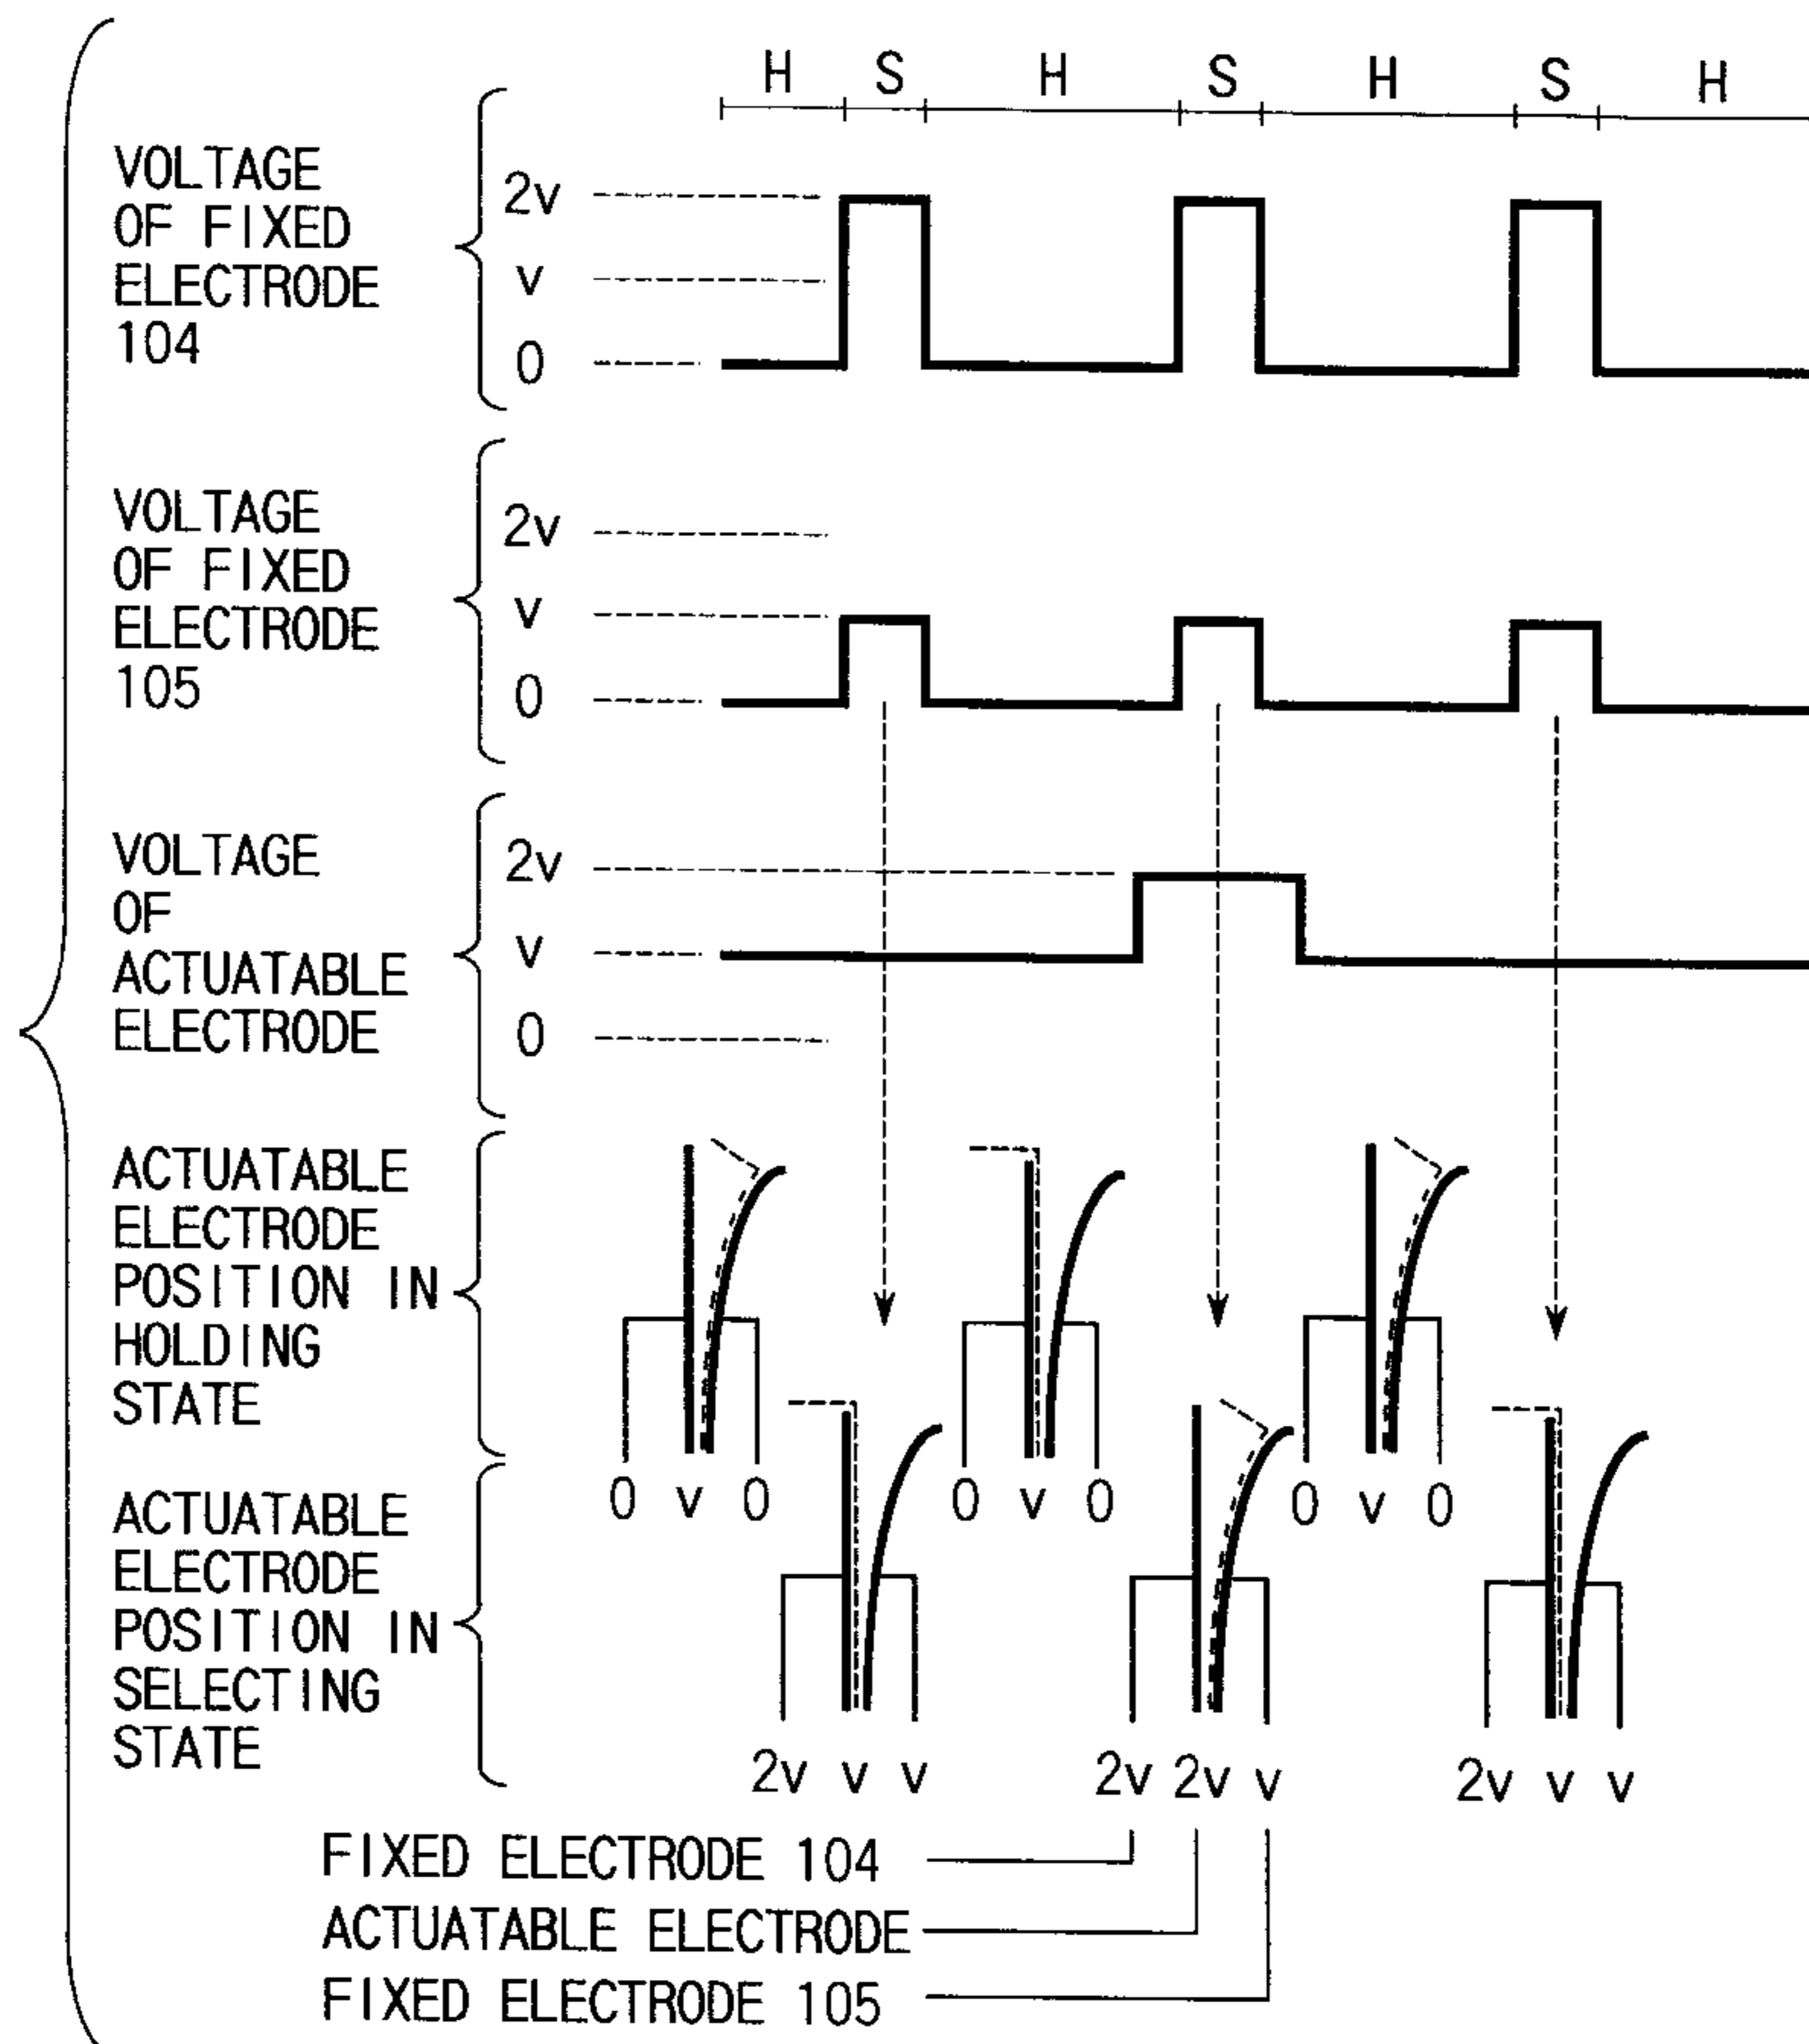 H S H S H S H
VOLTAGE
OF FIXED
ELECTRODE
104
2v
v
0
VOLTAGE
OF FIXED
ELECTRODE
105
2v
v
0
VOLTAGE
OF
ACTUATABLE
ELECTRODE
2v
v
0
ACTUATABLE
ELECTRODE
POSITION IN
HOLDING
STATE
0 v 0
0 v 0
0 v 0
ACTUATABLE
ELECTRODE
POSITION IN
SELECTING
STATE
2v v v
2v 2v v
2v v v
FIXED ELECTRODE 104
ACTUATABLE ELECTRODE
FIXED ELECTRODE 105